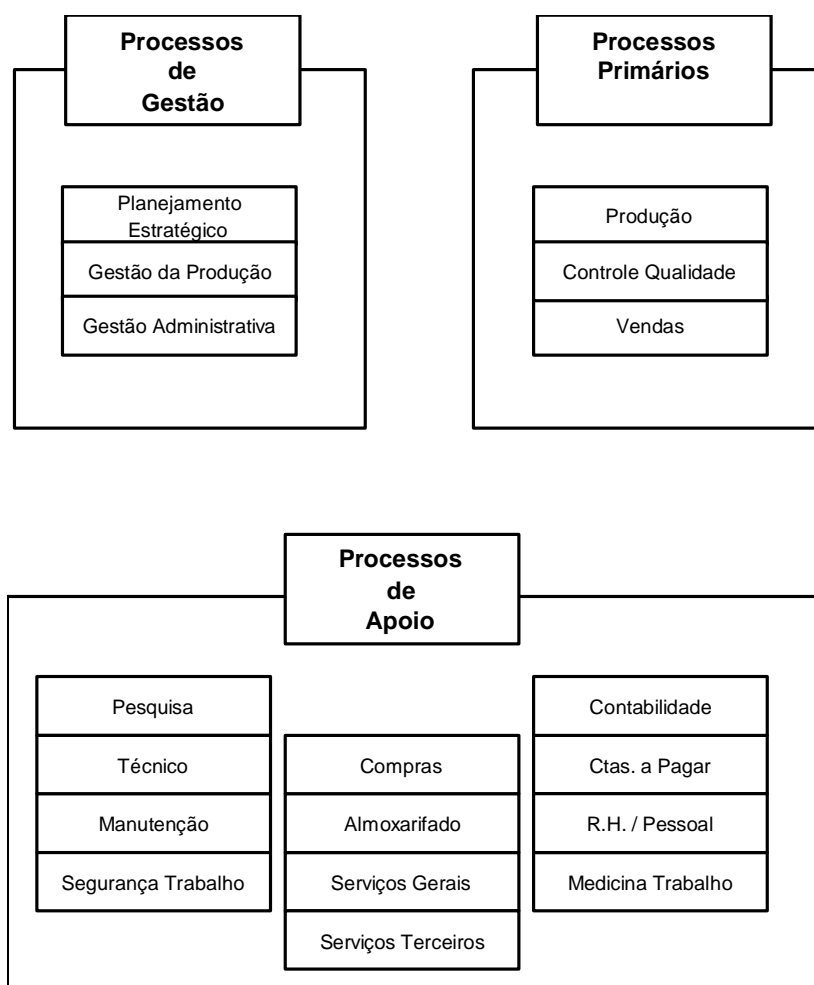 Processos
de
Gestão
Planejamento
Estratégico
Gestão da Produção
Gestão Administrativa
Processos
Primários
Produção
Controle Qualidade
Vendas
Processos
de
Apoio
Pesquisa
Técnico
Manutenção
Segurança Trabalho
Compras
Almoxarifado
Serviços Gerais
Serviços Terceiros
Contabilidade
Ctas. a Pagar
R.H. / Pessoal
Medicina Trabalho